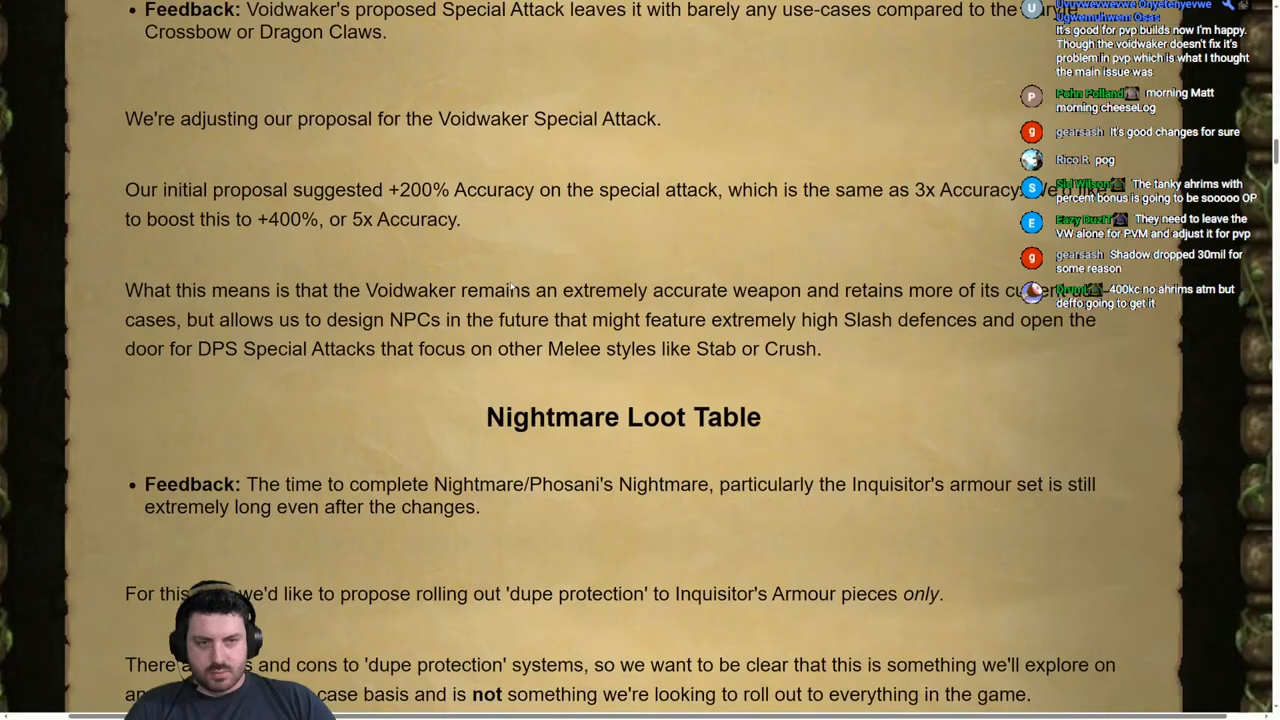 • Feedback: Voidwaker's proposed Special Attack leaves it with barely any use-cases compared to the
Crossbow or Dragon Claws.
We're adjusting our proposal for the Voidwaker Special Attack.
Our initial proposal suggested +200% Accuracy on the special attack, which is the same as 3x Accuracy.
to boost this to +400%, or 5x Accuracy.
What this means is that the Voidwaker remains an extremely accurate weapon and retains more of its
cases, but allows us to design NPCs in the future that might feature extremely high Slash defences and open the
door for DPS Special Attacks that focus on other Melee styles like Stab or Crush.
Nightmare Loot Table
• Feedback: The time to complete Nightmare/Phosani's Nightmare, particularly the Inquisitor's armour set is still
extremely long even after the changes.
For this we'd like to propose rolling out 'dupe protection' to Inquisitor's Armour pieces only.
There and cons to 'dupe protection' systems, so we want to be clear that this is something we'll explore on
case basis and is not something we're looking to roll out to everything in the game.
U Uvuvwevwevwe Onyetenyevwe
Ugwemuhwem Osas
It's good for pvp builds now I'm happy.
Though the voidwaker doesn't fix it's
problem in pvp which is what I thought
the main issue was
P Pohn Polland morning Matt
morning cheeseLog
g gearsash It's good changes for sure
Rico R. pog
S Sid Wilson The tanky ahrims with
percent bonus is going to be sooooo OP
E Eazy DuzIT They need to leave the
VW alone for PVM and adjust it for pvp
g gearsash Shadow dropped 30mil for
some reason
400kc no ahrims atm but
deffo going to get it